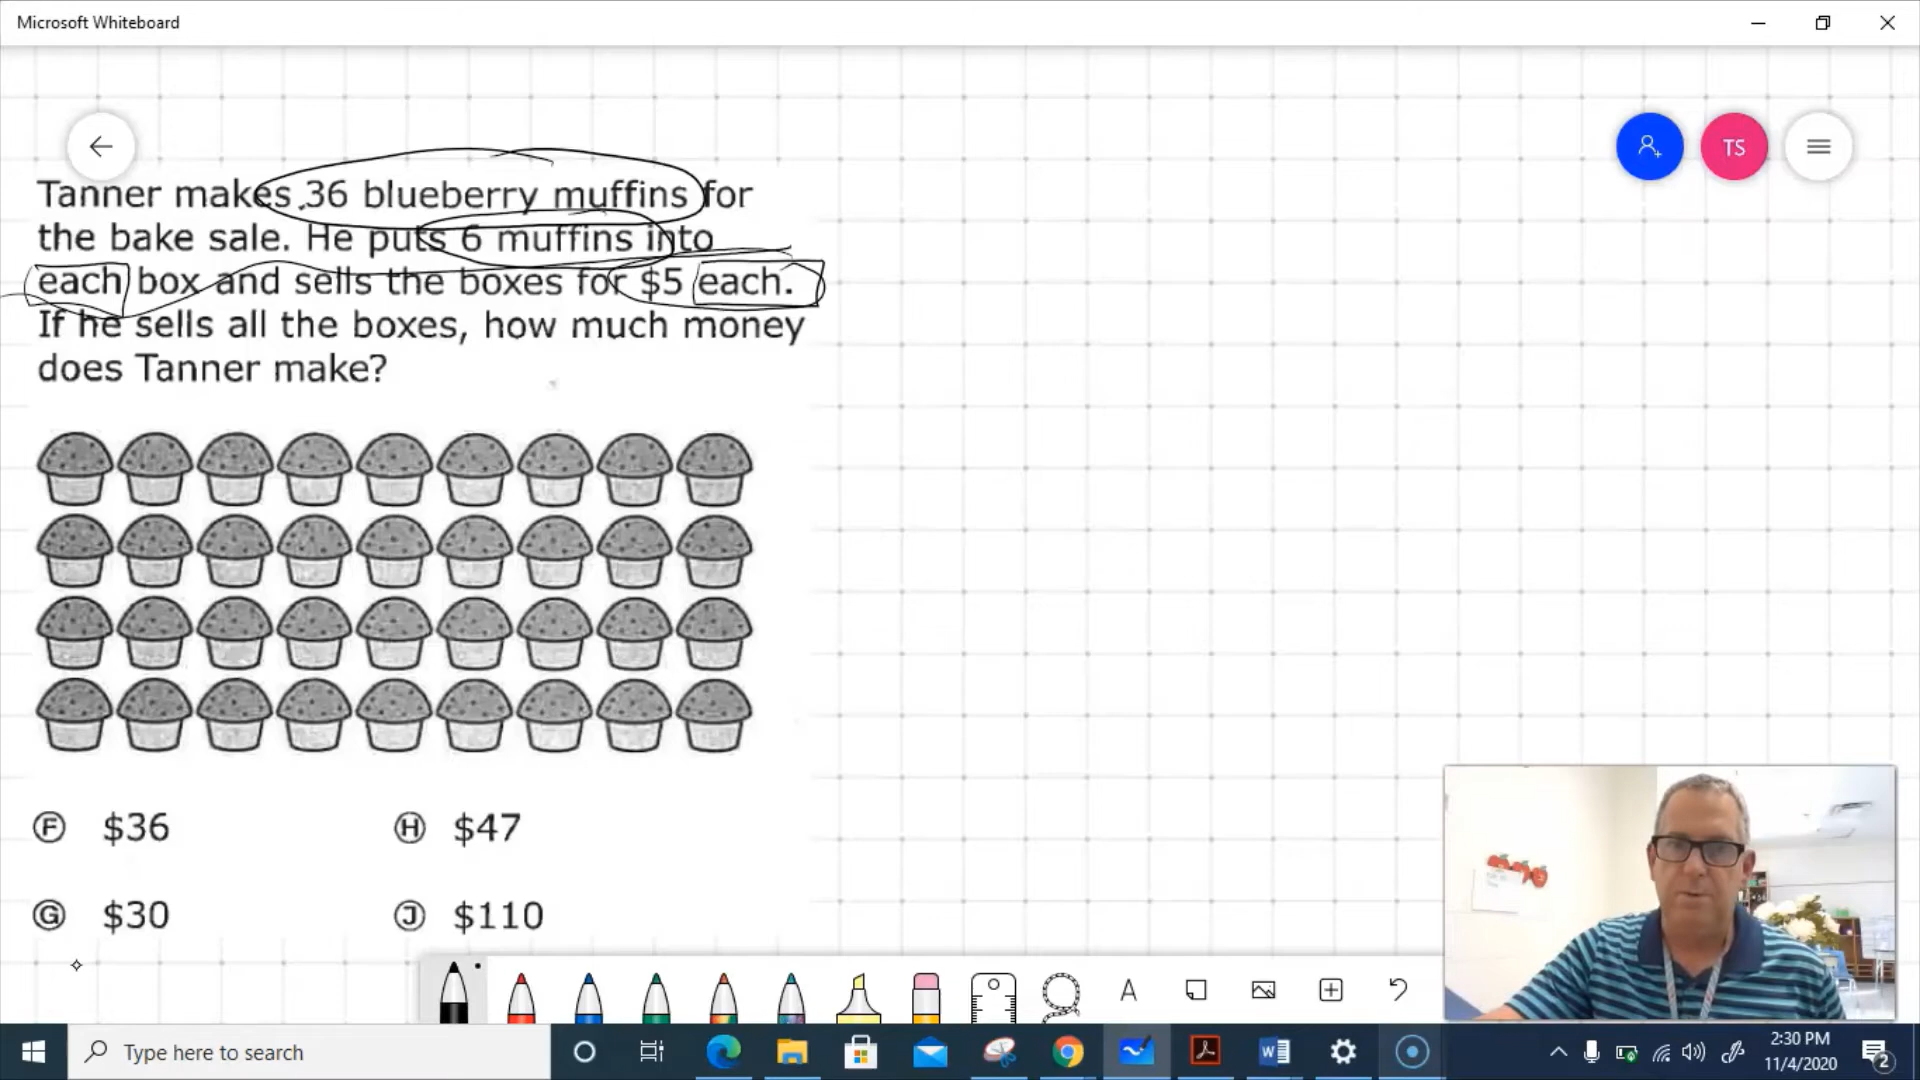 Microsoft Whiteboard
TS
Tanner makes 36 blueberry muffins for
the bake sale. He puts 6 muffins into
each box and sells the boxes for $5 each.
If he sells all the boxes, how much money
does Tanner make?
F $36
H $47
G $30
J $110
A
Type here to search
2:30 PM
11/4/2020
2